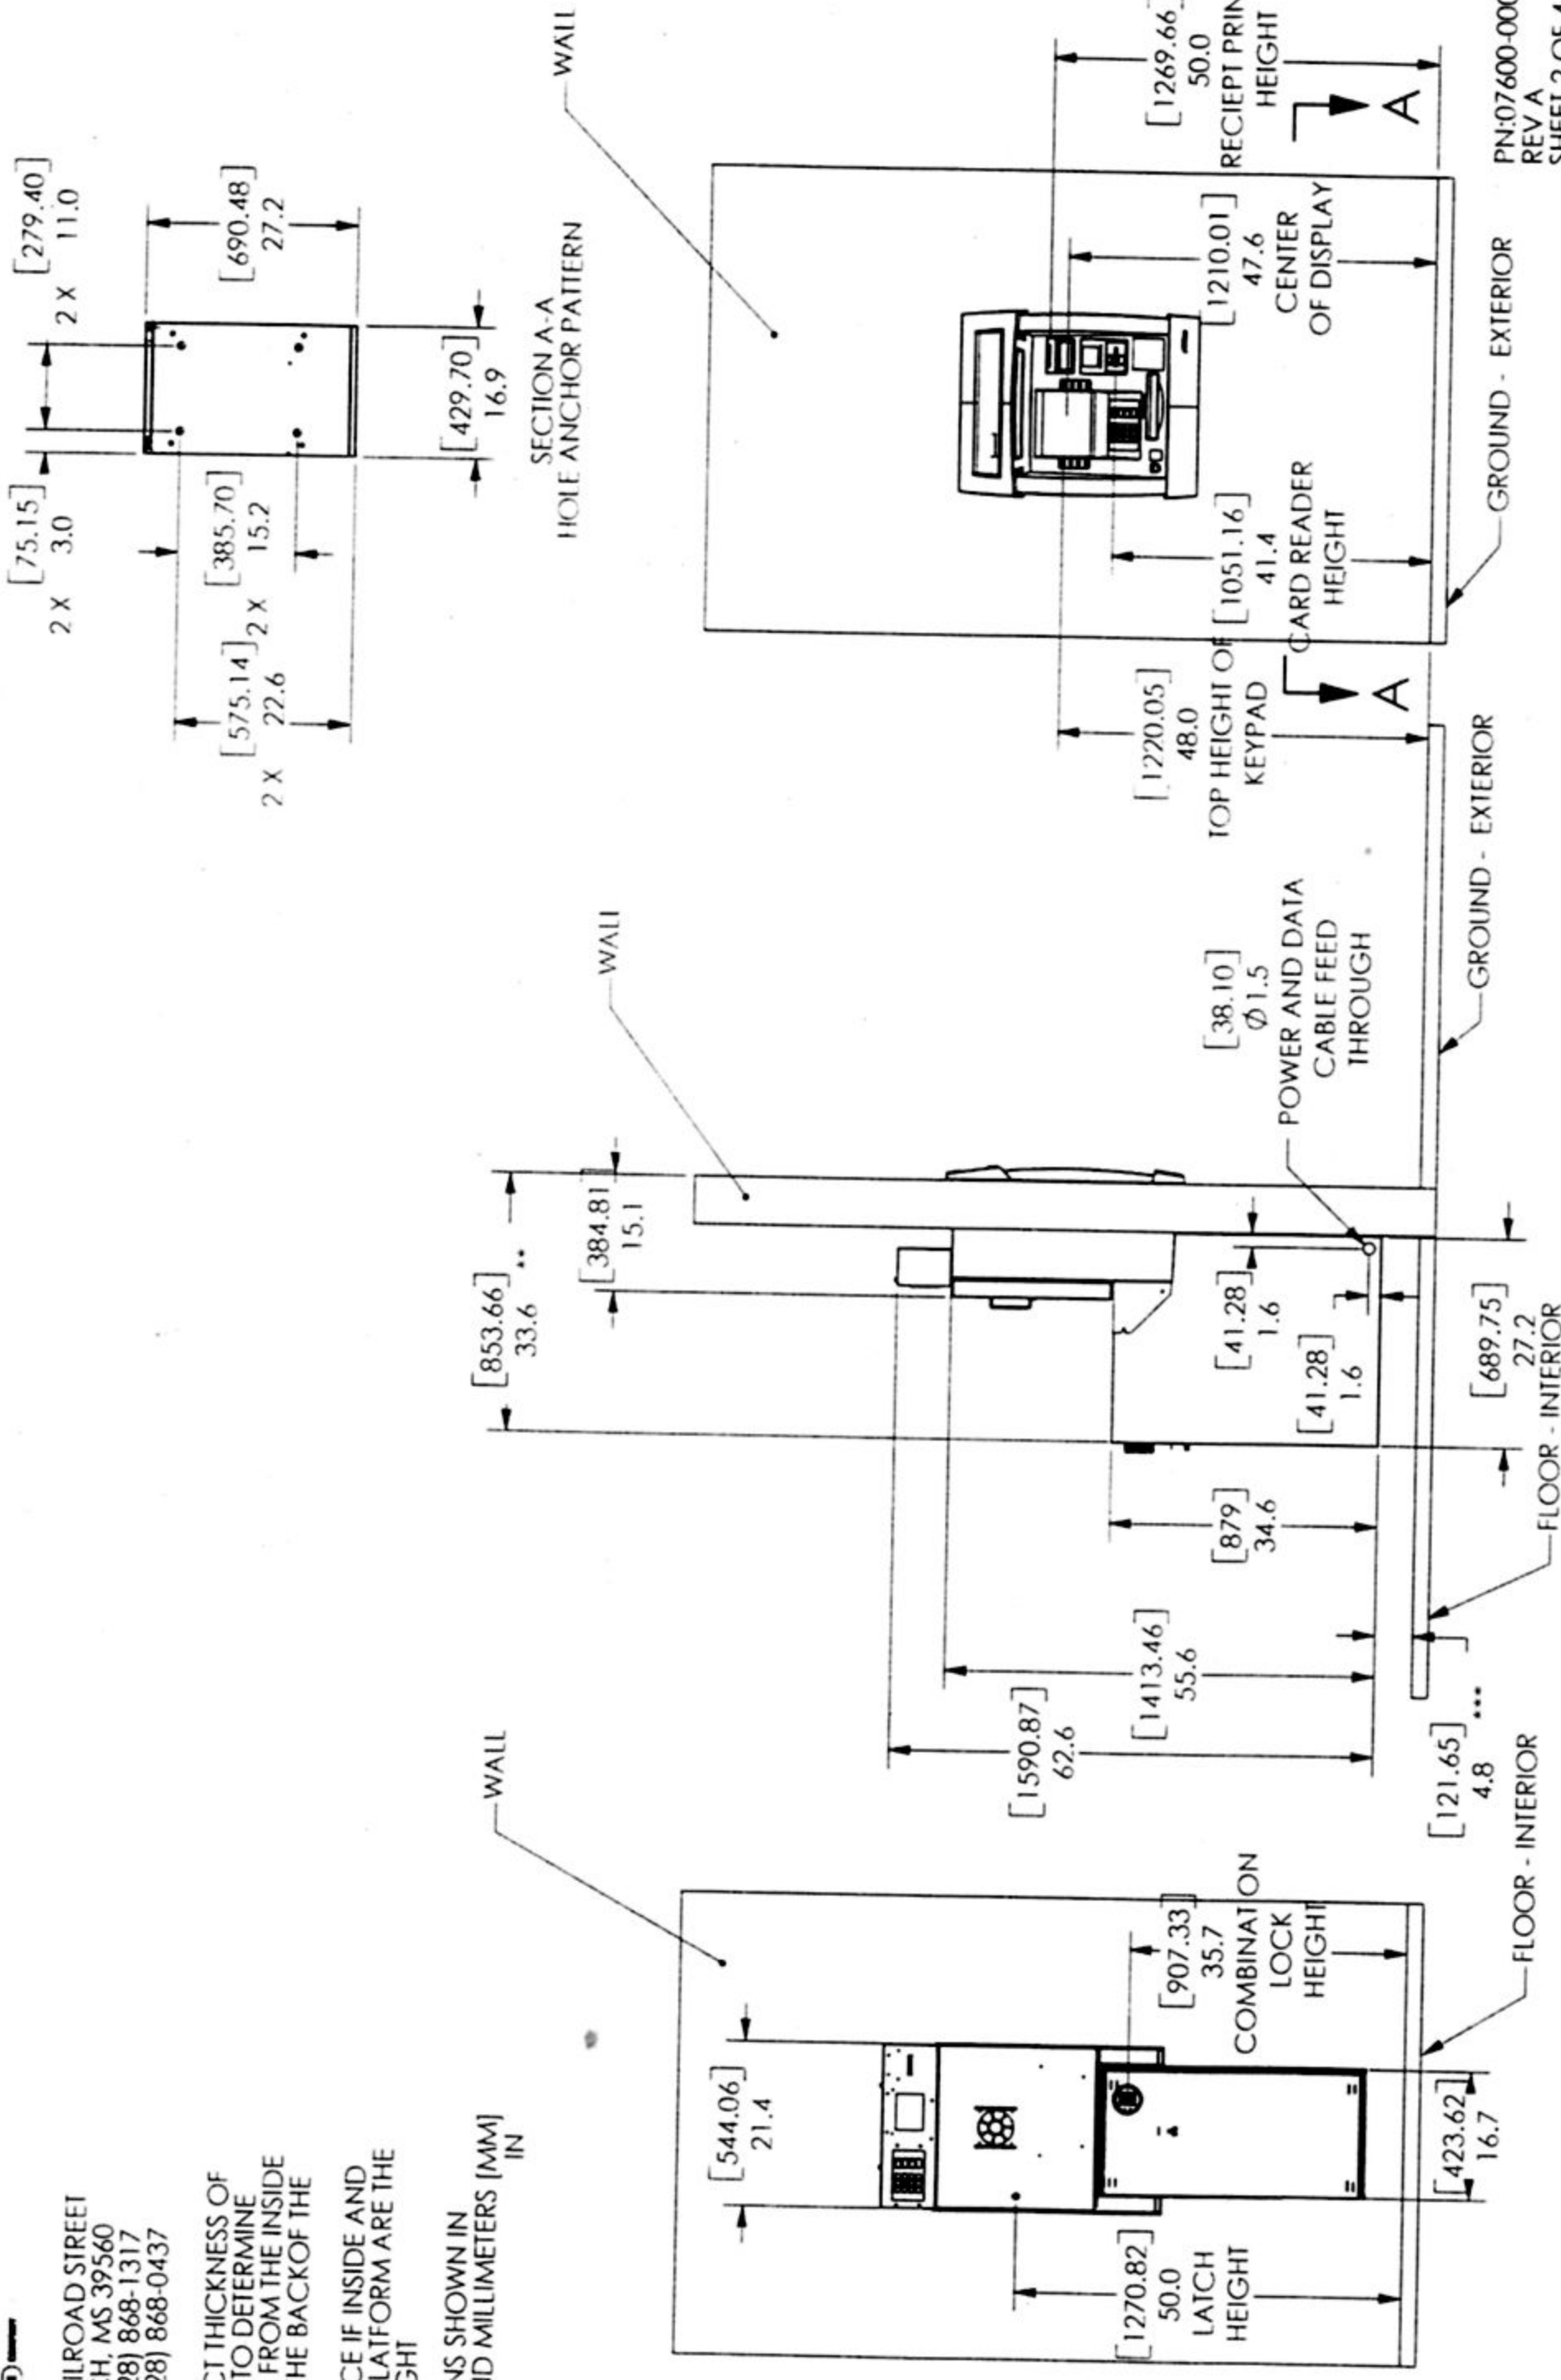 ILROAD STREET
H, MS 39560
28) 868-1317
28) 868-0437
CT THICKNESS OF
TO DETERMINE
FROM THE INSIDE
HE BACKOF THE
CE IF INSIDE AND
LATFORM ARE THE
GHT
NS SHOWN IN
ND MILLIMETERS [MM]
IN
WALL
[544.06]
21.4
[907.33]
35.7
COMBINATION
LOCK
HEIGHT
[1270.82]
50.0
LATCH
HEIGHT
[423.62]
16.7
FLOOR - INTERIOR
WALL
[853.66]
33.6 **
[384.81]
15.1
[1590.87]
62.6
[1413.46]
55.6
[879]
34.6
[41.28]
1.6
[41.28]
1.6
[38.10]
Ø1.5
POWER AND DATA
CABLE FEED
THROUGH
[121.65] ***
4.8
[689.75]
27.2
FLOOR - INTERIOR
GROUND - EXTERIOR
[75.15]
2 X 3.0
[279.40]
2 X 11.0
[575.14]
2 X 22.6
[385.70]
2 X 15.2
[690.48]
27.2
[429.70]
16.9
SECTION A-A
HOLE ANCHOR PATTERN
WALL
[1220.05]
48.0
TOP HEIGHT OF
KEYPAD
[1051.16]
41.4
CARD READER
HEIGHT
[1210.01]
47.6
CENTER
OF DISPLAY
[1269.66]
50.0
RECIEPT PRIN
HEIGHT
A
A
GROUND - EXTERIOR
PN:07600-000
REV A
SHEET 2 OF 4